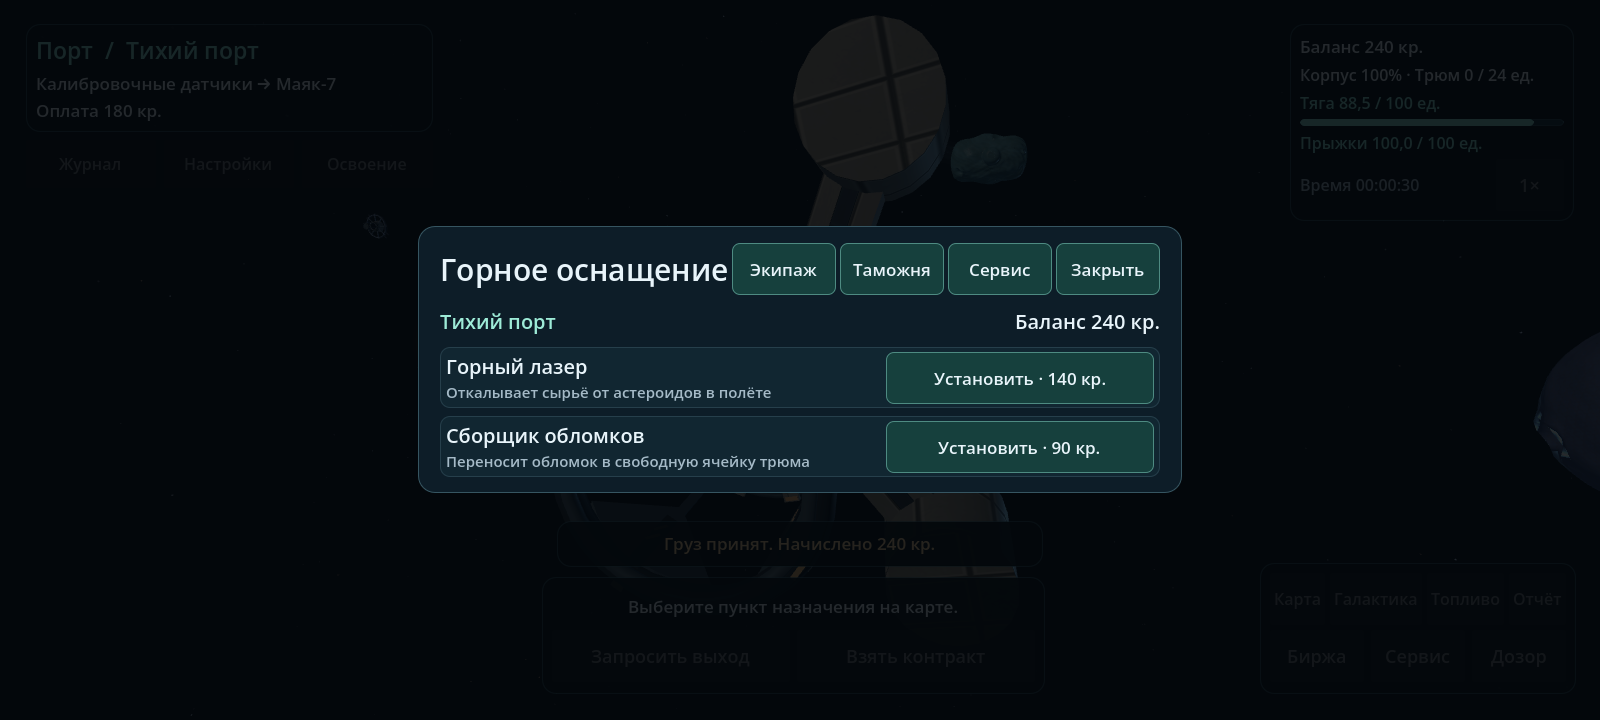 Порт / Тихий порт
Калибровочные датчики → Маяк-7
Оплата 180 кр.
Журнал
Настройки
Освоение
Баланс 240 кр.
Корпус 100% · Трюм 0 / 24 ед.
Тяга 88,5 / 100 ед.
Прыжки 100,0 / 100 ед.
Время 00:00:30
1×
Горное оснащение
Экипаж
Таможня
Сервис
Закрыть
Тихий порт
Баланс 240 кр.
Горный лазер
Откалывает сырьё от астероидов в полёте
Установить · 140 кр.
Сборщик обломков
Переносит обломок в свободную ячейку трюма
Установить · 90 кр.
Груз принят. Начислено 240 кр.
Выберите пункт назначения на карте.
Запросить выход
Взять контракт
Карта
Галактика
Топливо
Отчёт
Биржа
Сервис
Дозор